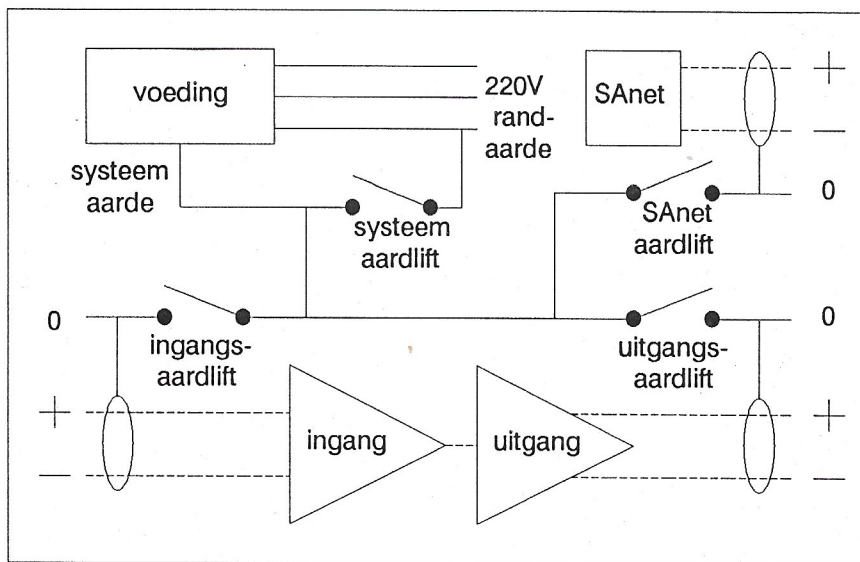 voeding
220V
rand-
aarde
SAnet
+
—
systeem
aarde
0
systeem
aardlift
SAnet
aardlift
0
0
ingangs-
aardlift
uitgangs-
aardlift
+
ingang
uitgang
+
—
—